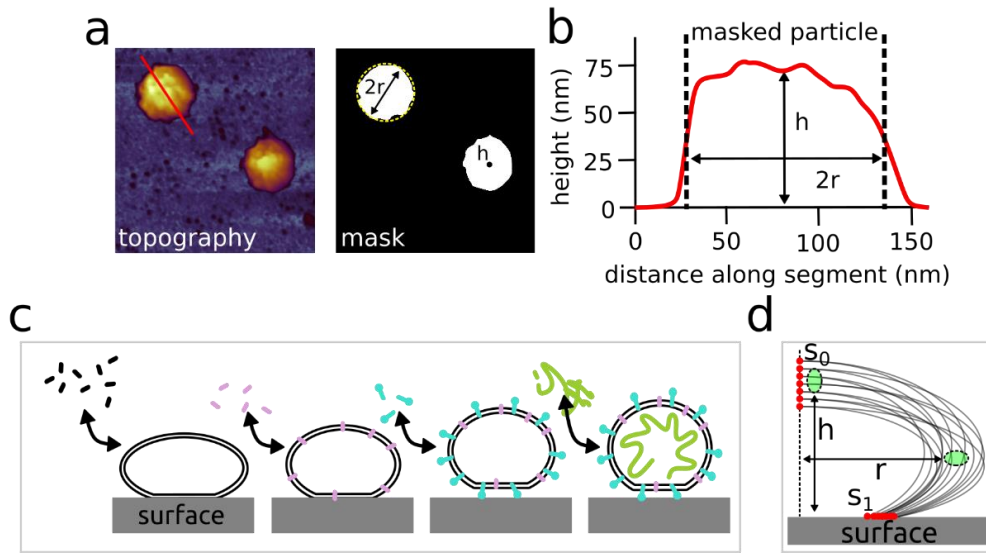 a
2r
h
topography
mask
b
masked particle
75
50
25
0
height (nm)
h
2r
0
50
100
150
distance along segment (nm)
c
surface
d
s0
h
r
s1
surface